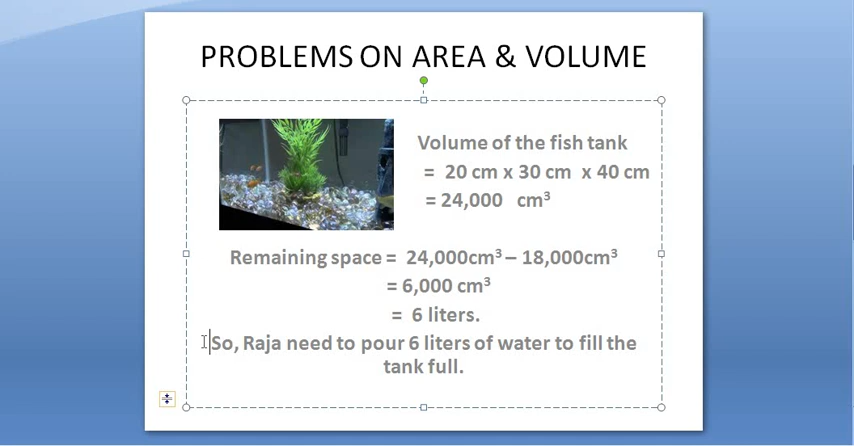 PROBLEMS ON AREA & VOLUME
Volume of the fish tank
= 20 cm x 30 cm x 40 cm
= 24,000 cm³
Remaining space = 24,000cm³ – 18,000cm³
= 6,000 cm³
= 6 liters.
So, Raja need to pour 6 liters of water to fill the
tank full.